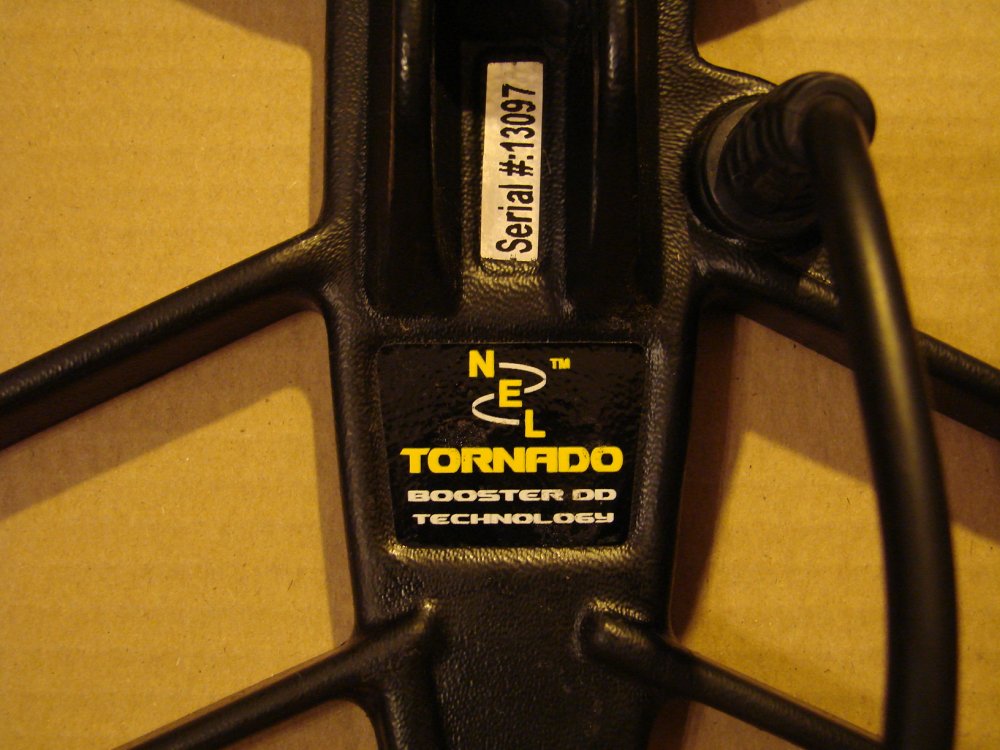 Serial #:13097
NEL™
TORNADO
BOOSTER DD
TECHNOLOGY